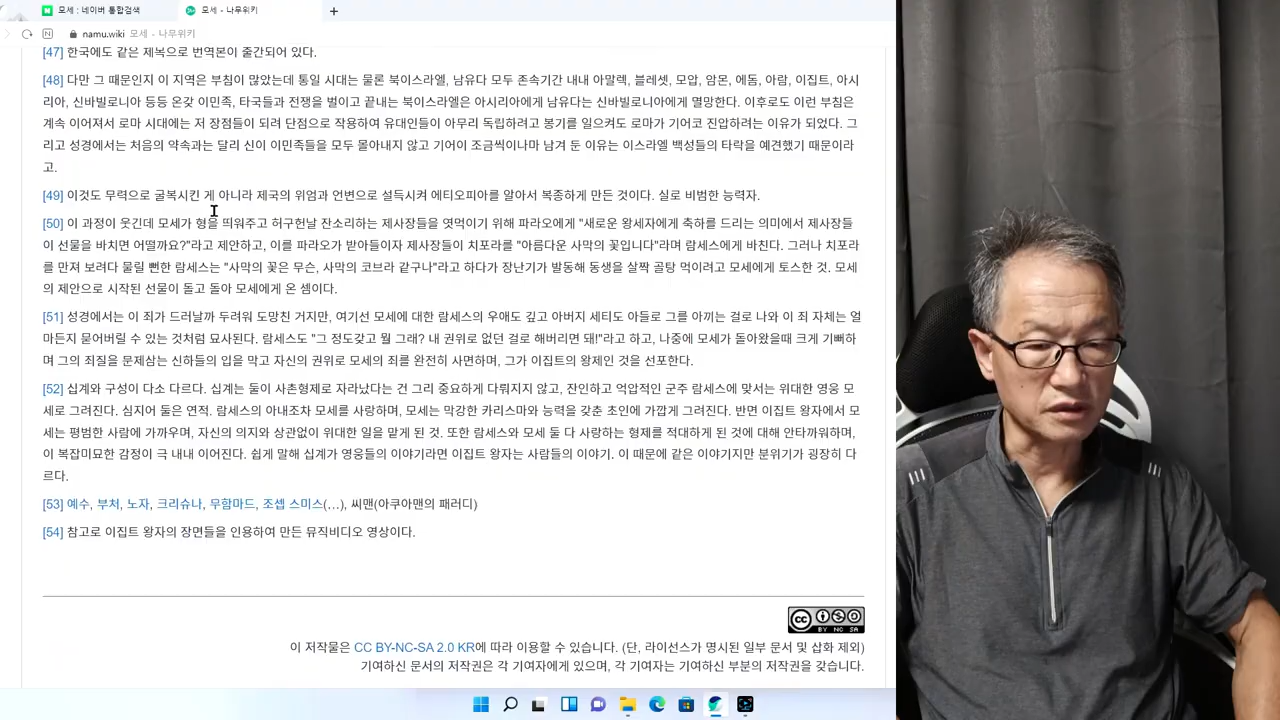 모세 : 네이버 통합검색
모세 - 나무위키
namu.wiki 모세 - 나무위키
[47] 한국에도 같은 제목으로 번역본이 출간되어 있다.
[48] 다만 그 때문인지 이 지역은 부침이 많았는데 통일 시대는 물론 북이스라엘, 남유다 모두 존속기간 내내 아말렉, 블레셋, 모압, 암몬, 에돔, 아람, 이집트, 아시
리아, 신바빌로니아 등등 온갖 이민족, 타국들과 전쟁을 벌이고 끝내는 북이스라엘은 아시리아에게 남유다는 신바빌로니아에게 멸망한다. 이후로도 이런 부침은
계속 이어져서 로마 시대에는 저 장점들이 되려 단점으로 작용하여 유대인들이 아무리 독립하려고 봉기를 일으켜도 로마가 기어코 진압하려는 이유가 되었다. 그
리고 성경에서는 처음의 약속과는 달리 신이 이민족들을 모두 몰아내지 않고 기어이 조금씩이나마 남겨 둔 이유는 이스라엘 백성들의 타락을 예견했기 때문이라
고.
[49] 이것도 무력으로 굴복시킨 게 아니라 제국의 위엄과 언변으로 설득시켜 에티오피아를 알아서 복종하게 만든 것이다. 실로 비범한 능력자.
[50] 이 과정이 웃긴데 모세가 형을 띄워주고 허구헌날 잔소리하는 제사장들을 엿먹이기 위해 파라오에게 "새로운 왕세자에게 축하를 드리는 의미에서 제사장들
이 선물을 바치면 어떨까요?"라고 제안하고, 이를 파라오가 받아들이자 제사장들이 치포라를 "아름다운 사막의 꽃입니다"라며 람세스에게 바친다. 그러나 치포라
를 만져 보려다 물릴 뻔한 람세스는 "사막의 꽃은 무슨, 사막의 코브라 같구나"라고 하다가 장난기가 발동해 동생을 살짝 골탕 먹이려고 모세에게 토스한 것. 모세
의 제안으로 시작된 선물이 돌고 돌아 모세에게 온 셈이다.
[51] 성경에서는 이 죄가 드러날까 두려워 도망친 거지만, 여기선 모세에 대한 람세스의 우애도 깊고 아버지 세티도 아들로 그를 아끼는 걸로 나와 이 죄 자체는 얼
마든지 묻어버릴 수 있는 것처럼 묘사된다. 람세스도 "그 정도갖고 뭘 그래? 내 권위로 없던 걸로 해버리면 돼!"라고 하고, 나중에 모세가 돌아왔을때 크게 기뻐하
며 그의 죄질을 문제삼는 신하들의 입을 막고 자신의 권위로 모세의 죄를 완전히 사면하며, 그가 이집트의 왕제인 것을 선포한다.
[52] 십계와 구성이 다소 다르다. 십계는 둘이 사촌형제로 자라났다는 건 그리 중요하게 다뤄지지 않고, 잔인하고 억압적인 군주 람세스에 맞서는 위대한 영웅 모
세로 그려진다. 심지어 둘은 연적. 람세스의 아내조차 모세를 사랑하며, 모세는 막강한 카리스마와 능력을 갖춘 초인에 가깝게 그려진다. 반면 이집트 왕자에서 모
세는 평범한 사람에 가까우며, 자신의 의지와 상관없이 위대한 일을 맡게 된 것. 또한 람세스와 모세 둘 다 사랑하는 형제를 적대하게 된 것에 대해 안타까워하며,
이 복잡미묘한 감정이 극 내내 이어진다. 쉽게 말해 십계가 영웅들의 이야기라면 이집트 왕자는 사람들의 이야기. 이 때문에 같은 이야기지만 분위기가 굉장히 다
르다.
[53] 예수, 부처, 노자, 크리슈나, 무함마드, 조셉 스미스(…), 씨맨(아쿠아맨의 패러디)
[54] 참고로 이집트 왕자의 장면들을 인용하여 만든 뮤직비디오 영상이다.
cc BY NC SA
이 저작물은 CC BY-NC-SA 2.0 KR에 따라 이용할 수 있습니다. (단, 라이선스가 명시된 일부 문서 및 삽화 제외)
기여하신 문서의 저작권은 각 기여자에게 있으며, 각 기여자는 기여하신 부분의 저작권을 갖습니다.